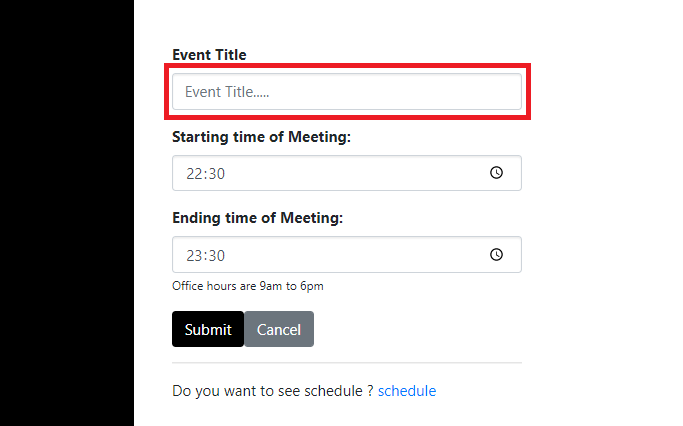 Event Title
Event Title.....
Starting time of Meeting:
22:30
Ending time of Meeting:
23:30
Office hours are 9am to 6pm
Submit Cancel
Do you want to see schedule ? schedule